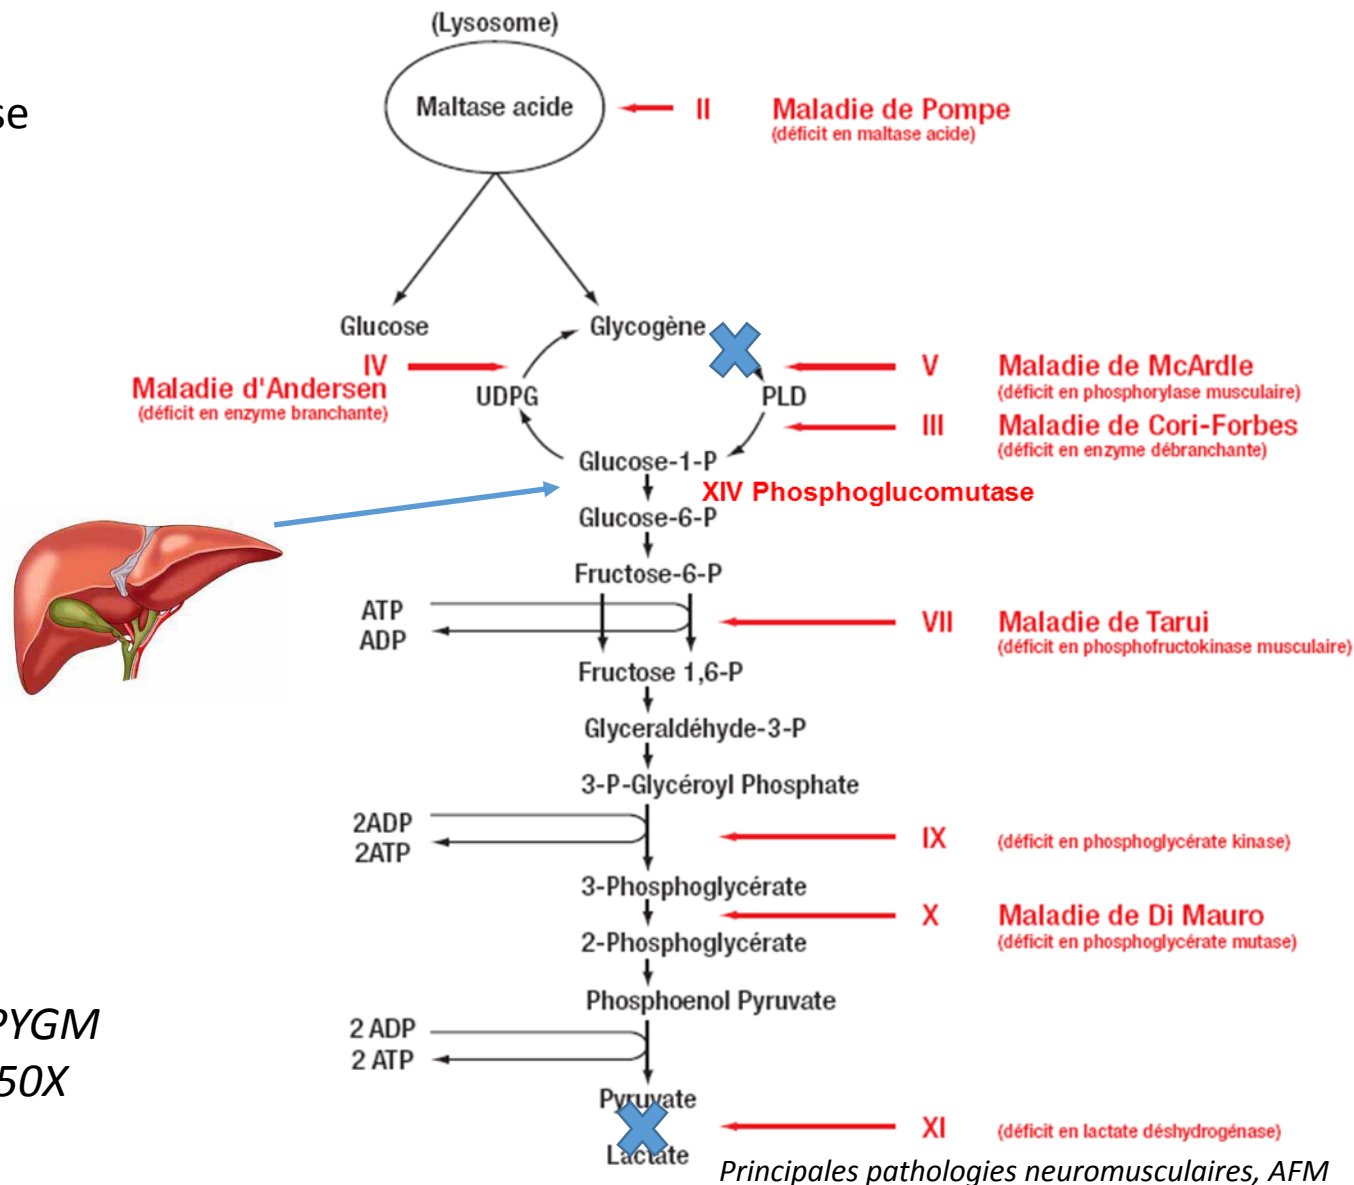 (Lysosome)
se
Maltase acide
II Maladie de Pompe
(déficit en maltase acide)
Glucose
Glycogène
IV
Maladie d'Andersen
(déficit en enzyme branchante)
UDPG
PLD
V Maladie de McArdle
(déficit en phosphorylase musculaire)
III Maladie de Cori-Forbes
(déficit en enzyme débranchante)
Glucose-1-P
XIV Phosphoglucomutase
Glucose-6-P
Fructose-6-P
ATP
ADP
VII Maladie de Tarui
(déficit en phosphofructokinase musculaire)
Fructose 1,6-P
Glyceraldéhyde-3-P
3-P-Glycéroyl Phosphate
2ADP
2ATP
IX (déficit en phosphoglycérate kinase)
3-Phosphoglycérate
X Maladie de Di Mauro
(déficit en phosphoglycérate mutase)
2-Phosphoglycérate
Phosphoenol Pyruvate
PYGM
50X
2 ADP
2 ATP
Pyruvate
XI (déficit en lactate déshydrogénase)
Lactate
Principales pathologies neuromusculaires, AFM